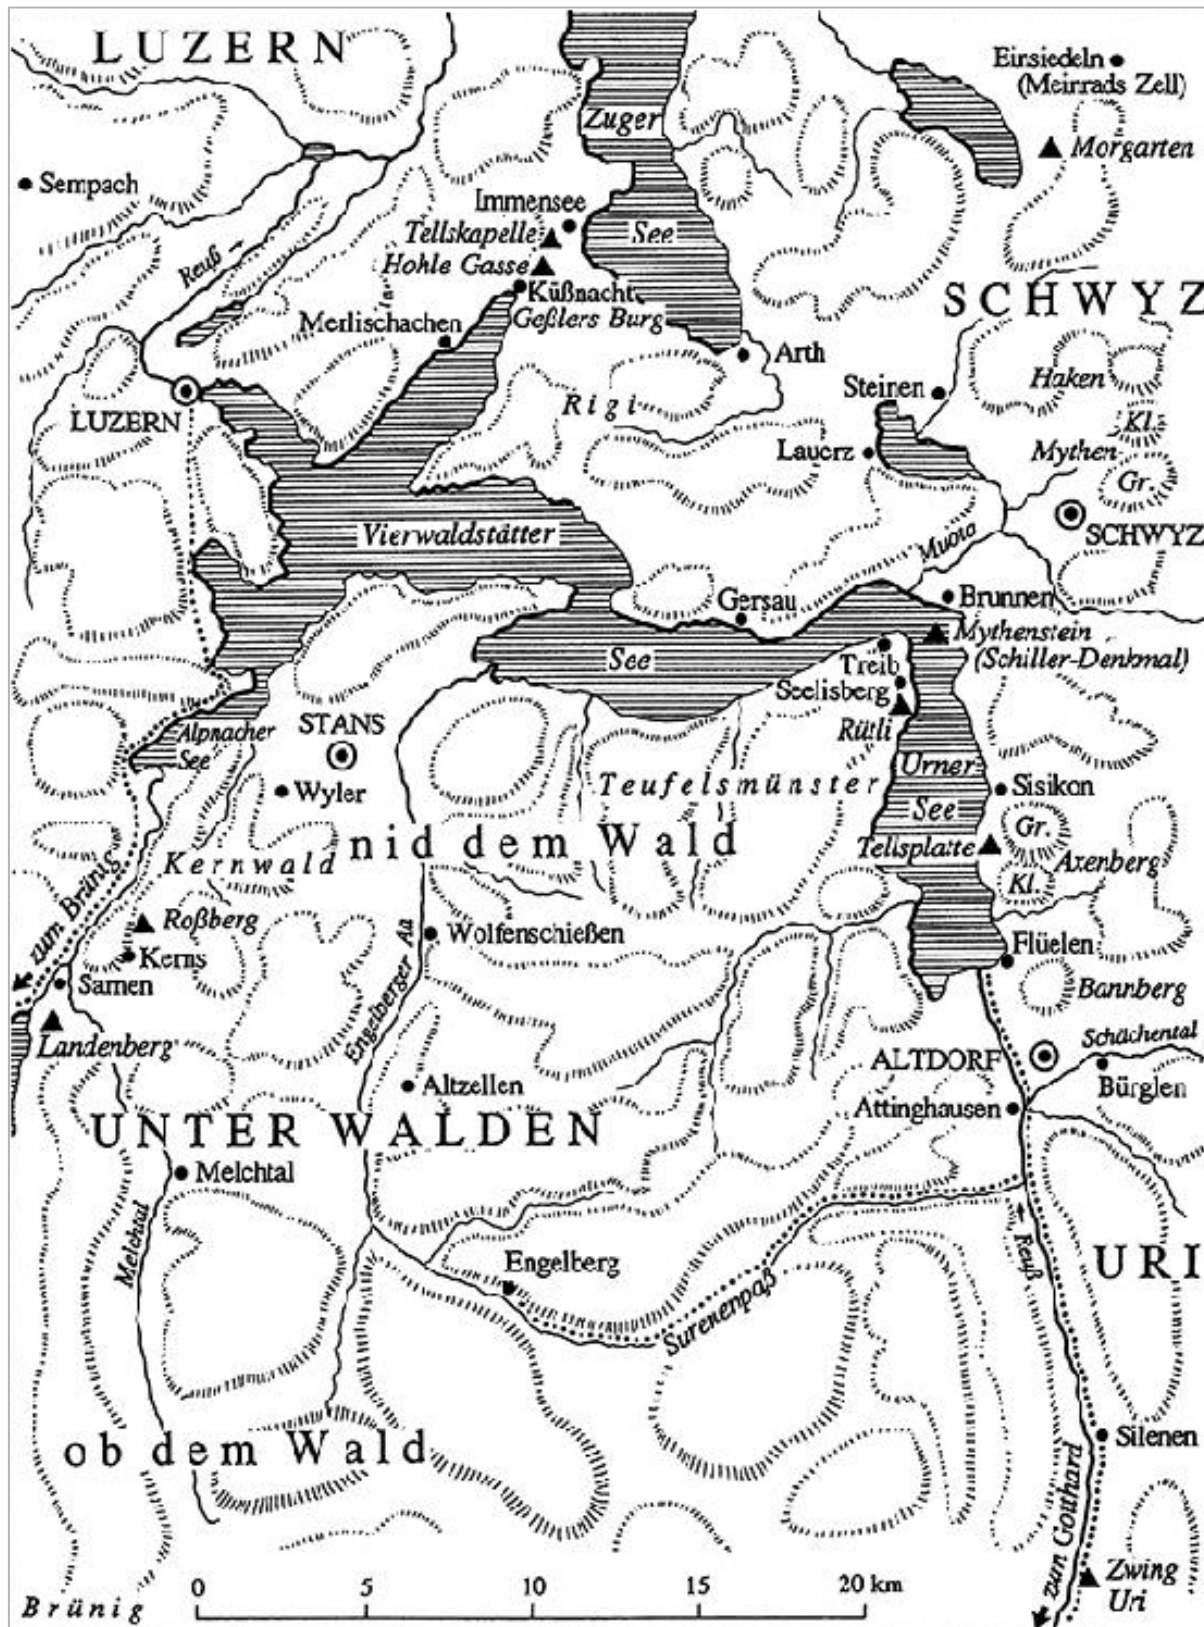 LUZERN
Eirsiedeln
(Meirrads Zell)
Zuger
Morgarten
Sempach
Immensee
Tellskapelle
See
Hohle Gasse
Reuß
Küßnacht
Geßlers Burg
SCHWYZ
Merlischachen
Arth
Haken
Steinen
Rigi
LUZERN
Kl.
Lauerz
Mythen
Gr.
SCHWYZ
Vierwaldstätter
Muota
Gersau
Brunnen
Mythenstein
(Schiller-Denkmal)
See
Treib
Seelisberg
Rütli
STANS
Alpnacher
See
Urner
Teufelsmünster
Wyler
Sisikon
See
Gr.
nid dem Wald
Tellsplatte
Axenberg
Kernwald
Kl.
zum Brünig
Roßberg
Wolfenschießen
Flüelen
Kerns
Sarnen
Bannberg
Engelberger Aa
Landenberg
Schächental
ALTDORF
Altzellen
Bürglen
Attinghausen
UNTER WALDEN
Melchtal
Melchtal
Engelberg
Reuß
URI
Surenenpaß
ob dem Wald
Silenen
zum Gotthard
Zwing
Uri
0 5 10 15 20 km
Brünig